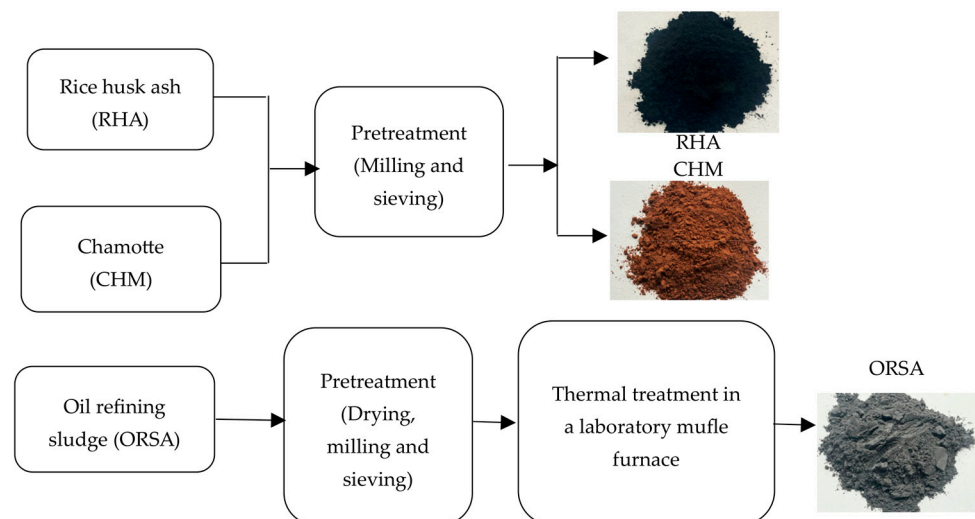 Rice husk ash
(RHA)
Chamotte
(CHM)
Pretreatment
(Milling and
sieving)
RHA
CHM
Oil refining
sludge (ORSA)
Pretreatment
(Drying,
milling and
sieving)
Thermal treatment in
a laboratory mufle
furnace
ORSA